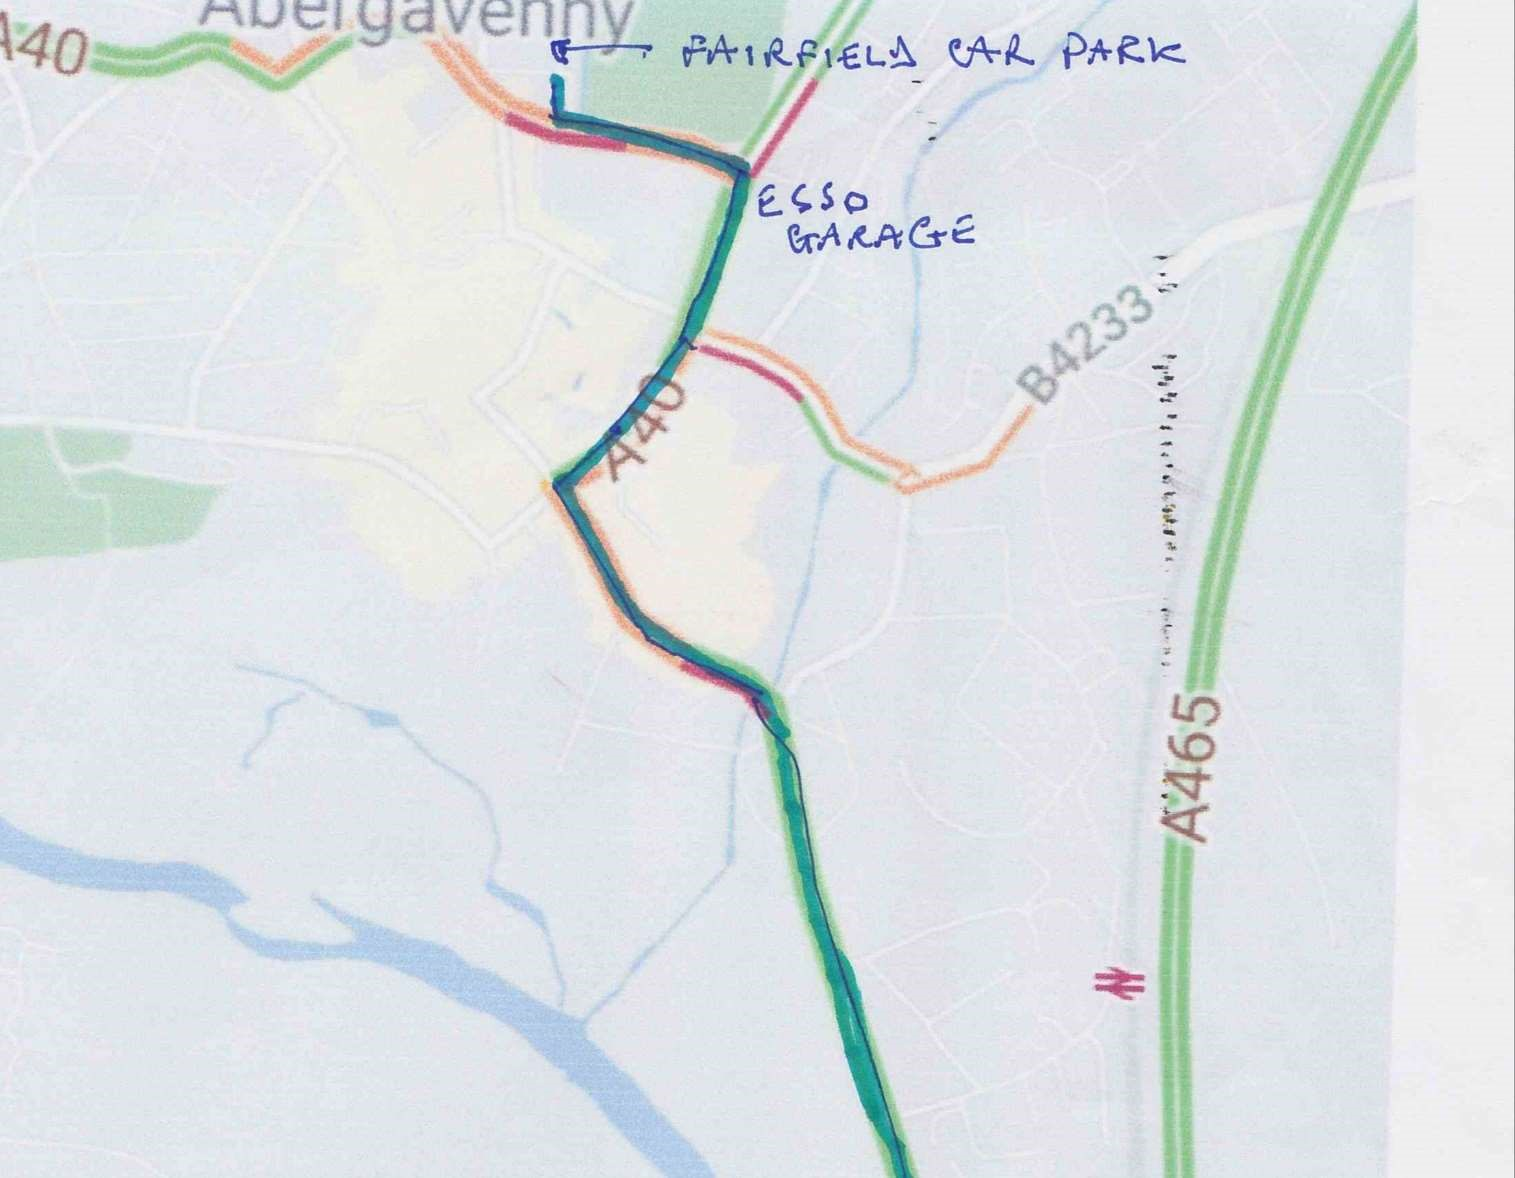 Abergavenny
A40
FAIRFIELD CAR PARK
ESSO
GARAGE
B4233
A40
A465